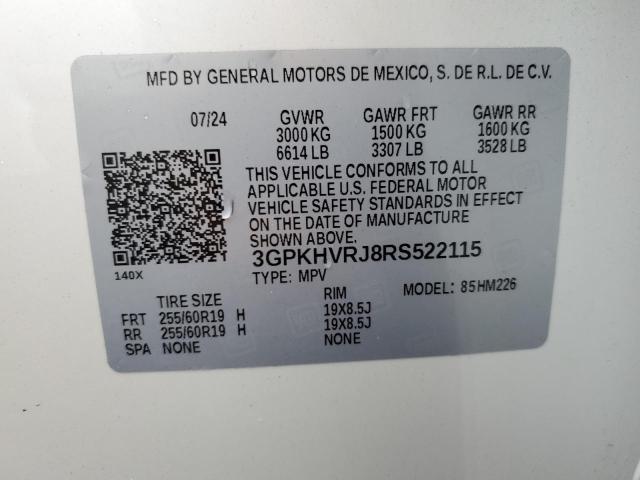 MFD BY GENERAL MOTORS DE MEXICO, S. DE R.L. DE C.V.
07/24 GVWR GAWR FRT GAWR RR
3000 KG 1500 KG 1600 KG
6614 LB 3307 LB 3528 LB
THIS VEHICLE CONFORMS TO ALL
APPLICABLE U.S. FEDERAL MOTOR
VEHICLE SAFETY STANDARDS IN EFFECT
ON THE DATE OF MANUFACTURE
SHOWN ABOVE.
3GPKHVRJ8RS522115
140X
TYPE: MPV MODEL: 85HM226
TIRE SIZE RIM
FRT 255/60R19 H 19X8.5J
RR 255/60R19 H 19X8.5J
SPA NONE NONE